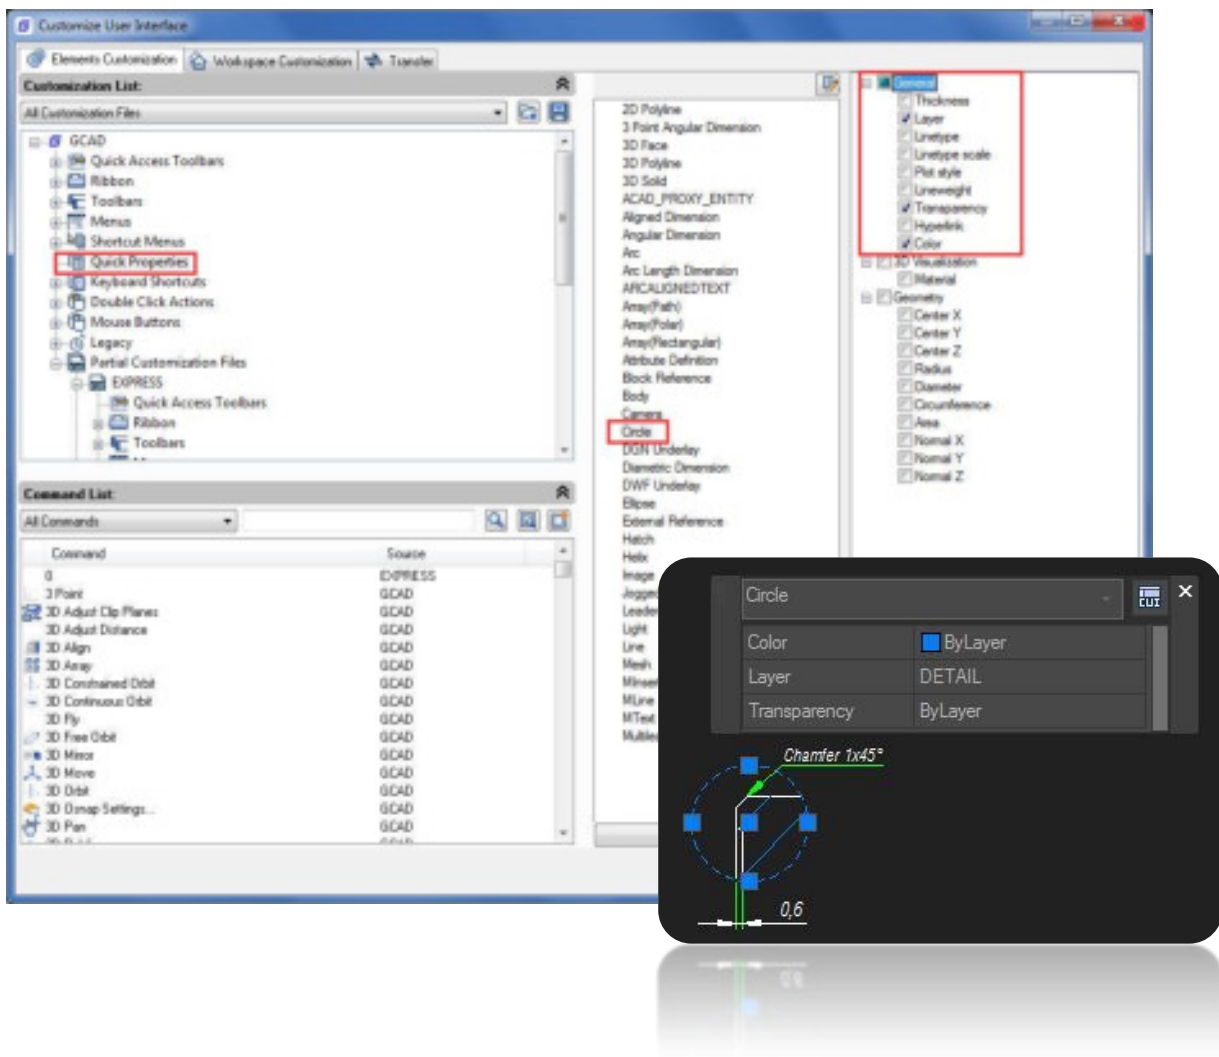 Customize User Interface
Elements Customization
Workspace Customization
Transfer
Customization List:
All Customization Files
GCAD
Quick Access Toolbars
Ribbon
Toolbars
Menus
Shortcut Menus
Quick Properties
Keyboard Shortcuts
Double Click Actions
Mouse Buttons
Legacy
Partial Customization Files
EXPRESS
Quick Access Toolbars
Ribbon
Toolbars
Command List:
All Commands
Command Source
0 EXPRESS
3 Point GCAD
3D Adjust Clip Planes GCAD
3D Adjust Distance GCAD
3D Align GCAD
3D Array GCAD
3D Constrained Orbit GCAD
3D Continuous Orbit GCAD
3D Fly GCAD
3D Free Orbit GCAD
3D Mirror GCAD
3D Move GCAD
3D Orbit GCAD
3D Osnap Settings... GCAD
3D Pan GCAD
2D Polyline
3 Point Angular Dimension
3D Face
3D Polyline
3D Solid
ACAD_PROXY_ENTITY
Aligned Dimension
Angular Dimension
Arc
Arc Length Dimension
ARCALIGNEDTEXT
Array(Path)
Array(Polar)
Array(Rectangular)
Attribute Definition
Block Reference
Body
Camera
Circle
DGN Underlay
Diametric Dimension
DWF Underlay
Ellipse
External Reference
Hatch
Helix
Image
Jogged
Leader
Light
Line
Mesh
MInser
MLine
MText
Multilea
General
Thickness
Layer
Linetype
Linetype scale
Plot style
Lineweight
Transparency
Hyperlink
Color
3D Visualization
Material
Geometry
Center X
Center Y
Center Z
Radius
Diameter
Circumference
Area
Normal X
Normal Y
Normal Z
Circle
CUI
Color ByLayer
Layer DETAIL
Transparency ByLayer
Chamfer 1x45°
0,6